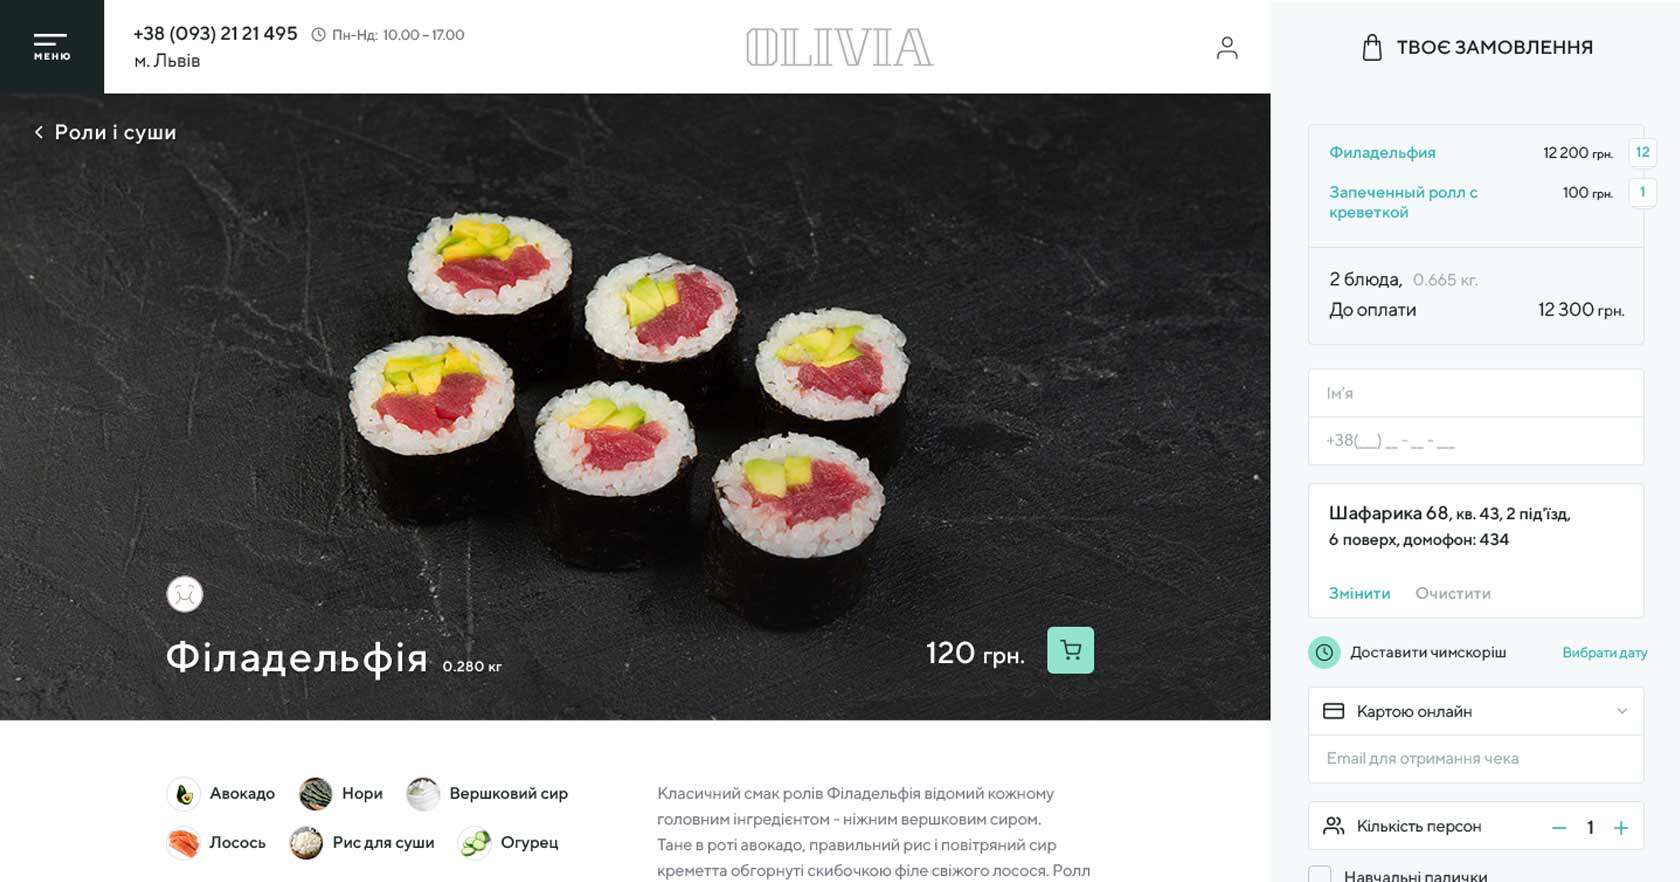 МЕНЮ
+38 (093) 21 21 495
Пн-Нд: 10.00 – 17.00
м. Львів
OLIVIA
ТВОЄ ЗАМОВЛЕННЯ
Роли і суши
Філадельфія 0.280 кг
120 грн.
Авокадо
Нори
Вершковий сир
Лосось
Рис для суши
Огурец
Класичний смак ролів Філадельфія відомий кожному
головним інгредієнтом - ніжним вершковим сиром.
Тане в роті авокадо, правильний рис і повітряний сир
креметта обгорнуті скибочкою філе свіжого лосося. Ролл
Филадельфия 12 200 грн. 12
Запеченный ролл с 100 грн. 1
креветкой
2 блюда, 0.665 кг.
До оплати 12 300 грн.
Ім'я
+38(__) __ - __ - __
Шафарика 68, кв. 43, 2 під'їзд,
6 поверх, домофон: 434
Змінити Очистити
Доставити чимскоріш Вибрати дату
Картою онлайн
Email для отримання чека
Кількість персон — 1 +
Навчальні палички